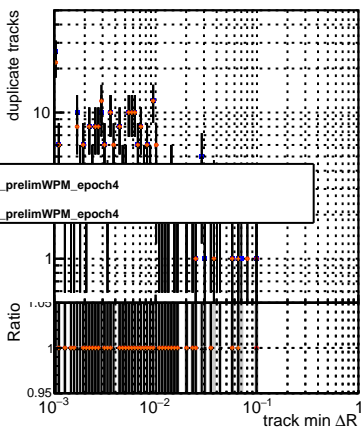 duplicate tracks
10
_prelimWPM_epoch4
_prelimWPM_epoch4
1
Ratio
1.05
1
0.95
10⁻³ 10⁻² 10⁻¹ 1
track min ΔR